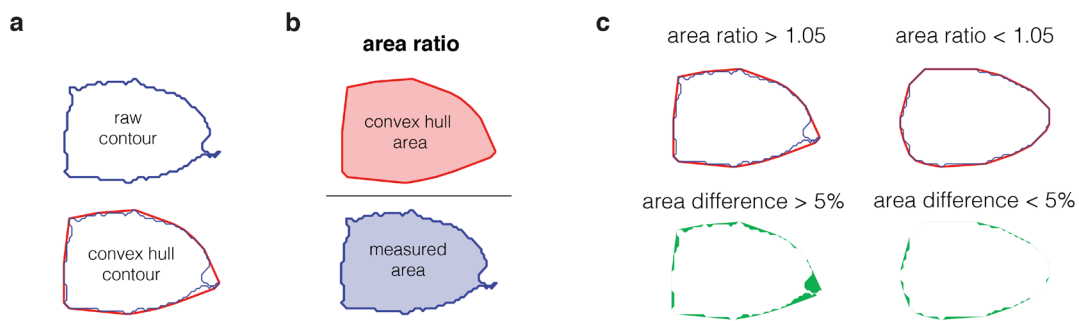 a
raw
contour
convex hull
contour
b
area ratio
convex hull
area
measured
area
c
area ratio > 1.05
area ratio < 1.05
area difference > 5%
area difference < 5%